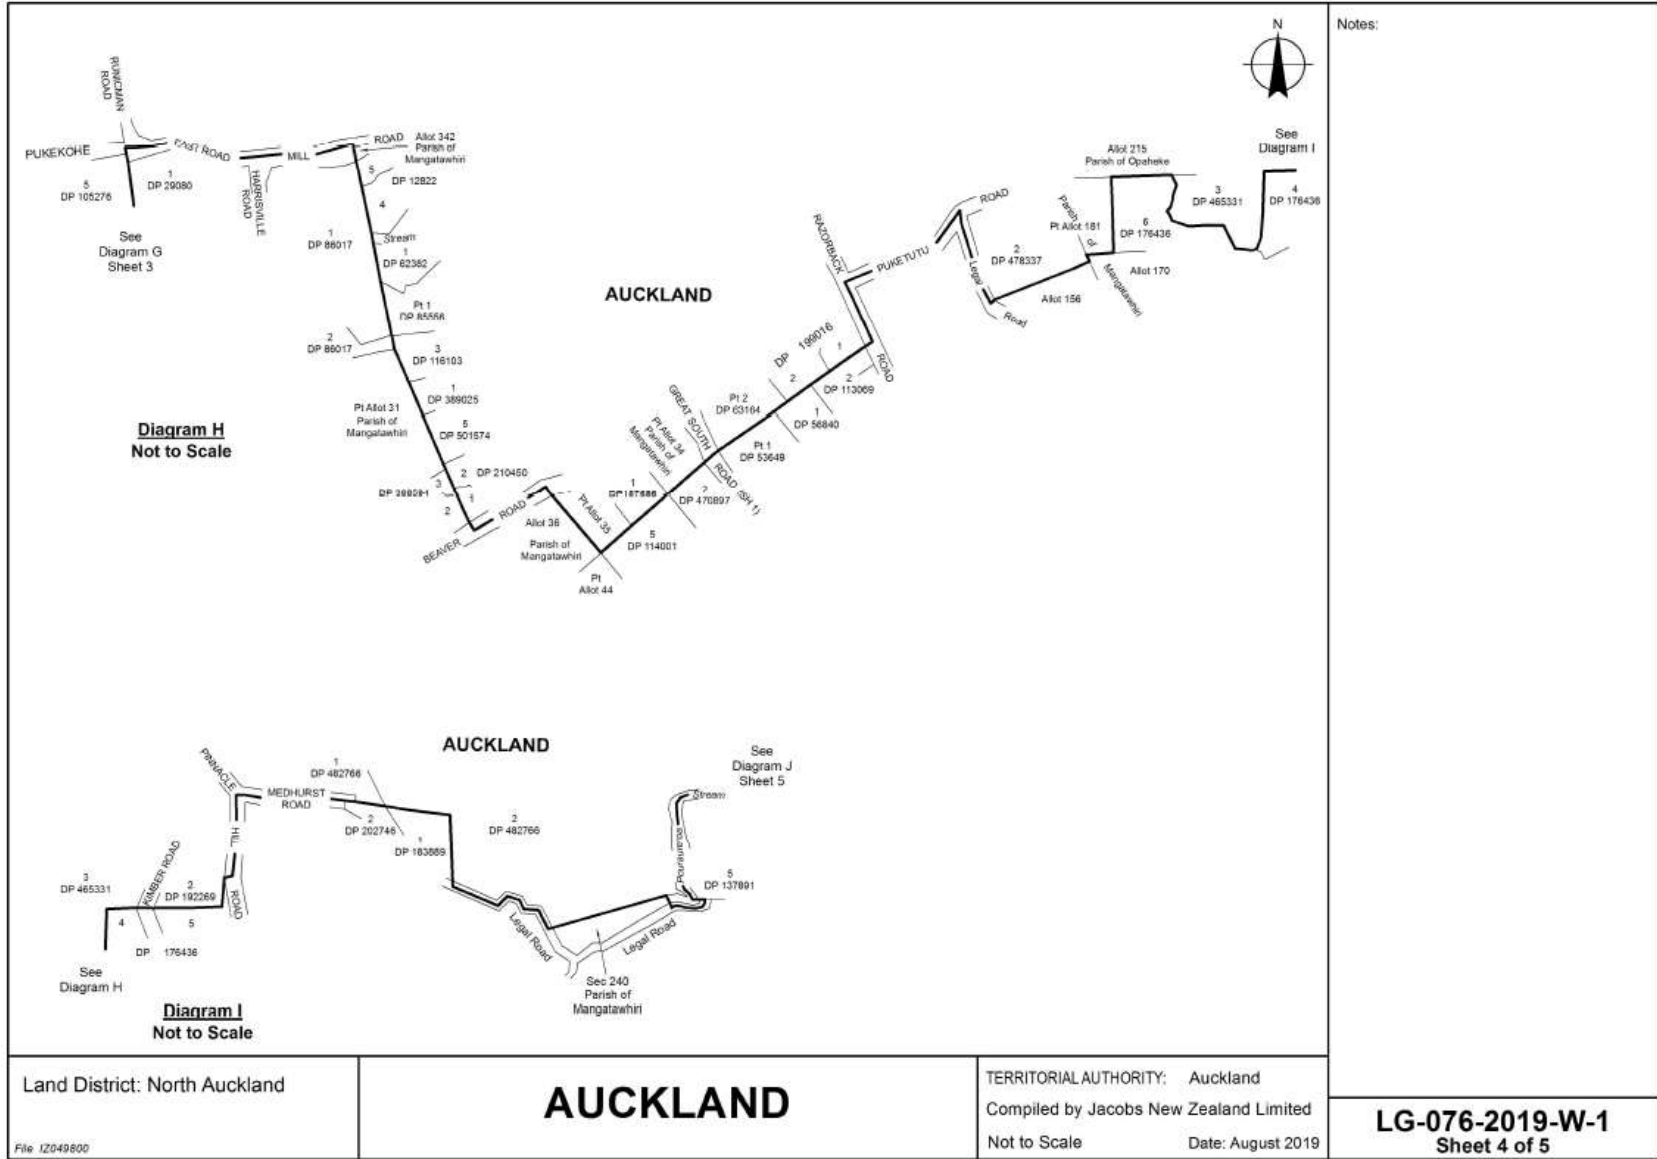 Notes:
N
RUNCIMAN
ROAD
PUKEKOHE
EAST ROAD
MILL
ROAD
Allot 342
Parish of
Mangatawhiri
HARRISVILLE
ROAD
5
DP 105276
1
DP 29080
See
Diagram G
Sheet 3
5
DP 12822
4
1
DP 86017
Stream
1
DP 62382
Pt 1
DP 85556
2
DP 86017
3
DP 116103
1
DP 389025
Pt Allot 31
Parish of
Mangatawhiri
5
DP 501574
2
DP 210450
3
1
2
BEAVER
ROAD
Allot 36
Parish of
Mangatawhiri
Pt Allot 35
Pt
Allot 44
1
5
DP 114001
Pt Allot 34
Parish of
Mangatawhiri
DP 470897
GREAT SOUTH
ROAD (SH 1)
Pt 2
DP 63164
Pt 1
DP 53649
DP 199016
2
1
2
DP 113069
1
DP 56840
RAZORBACK
ROAD
PUKETUTU
ROAD
Legal
Road
2
DP 478337
Allot 156
Parish
of
Mangatawhiri
Pt Allot 181
Allot 170
6
DP 176436
Allot 215
Parish of Opaheke
3
DP 465331
See
Diagram I
4
DP 176436
AUCKLAND
Diagram H
Not to Scale
AUCKLAND
PINNACLE
HILL
ROAD
MEDHURST
ROAD
1
DP 482766
2
DP 202746
1
DP 183889
2
DP 482766
See
Diagram J
Sheet 5
Stream
5
DP 137891
3
DP 465331
KIMBER ROAD
2
DP 192269
4
5
DP 176436
See
Diagram H
Legal Road
Legal Road
Sec 240
Parish of
Mangatawhiri
Diagram I
Not to Scale
Land District: North Auckland
File IZ049800
AUCKLAND
TERRITORIAL AUTHORITY: Auckland
Compiled by Jacobs New Zealand Limited
Not to Scale Date: August 2019
LG-076-2019-W-1
Sheet 4 of 5